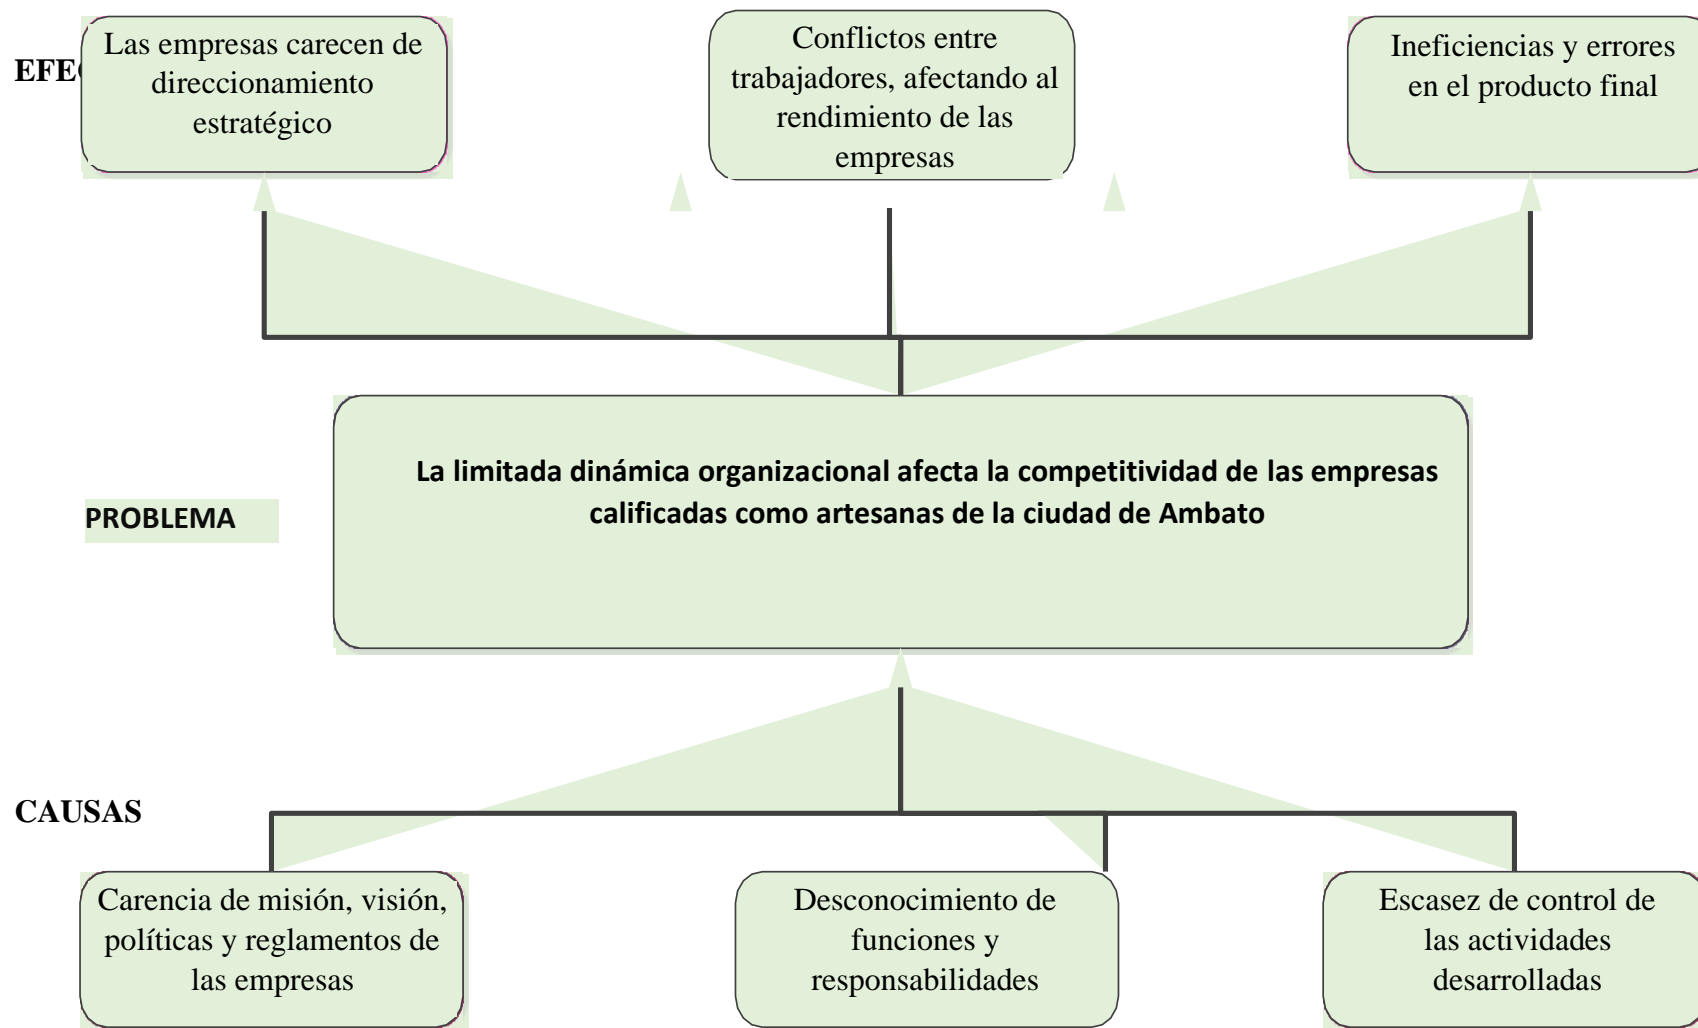 Las empresas carecen de
direccionamiento
estratégico
Conflictos entre
trabajadores, afectando al
rendimiento de las
empresas
Ineficiencias y errores
en el producto final
La limitada dinámica organizacional afecta la competitividad de las empresas
calificadas como artesanas de la ciudad de Ambato
PROBLEMA
CAUSAS
Carencia de misión, visión,
políticas y reglamentos de
las empresas
Desconocimiento de
funciones y
responsabilidades
Escasez de control de
las actividades
desarrolladas